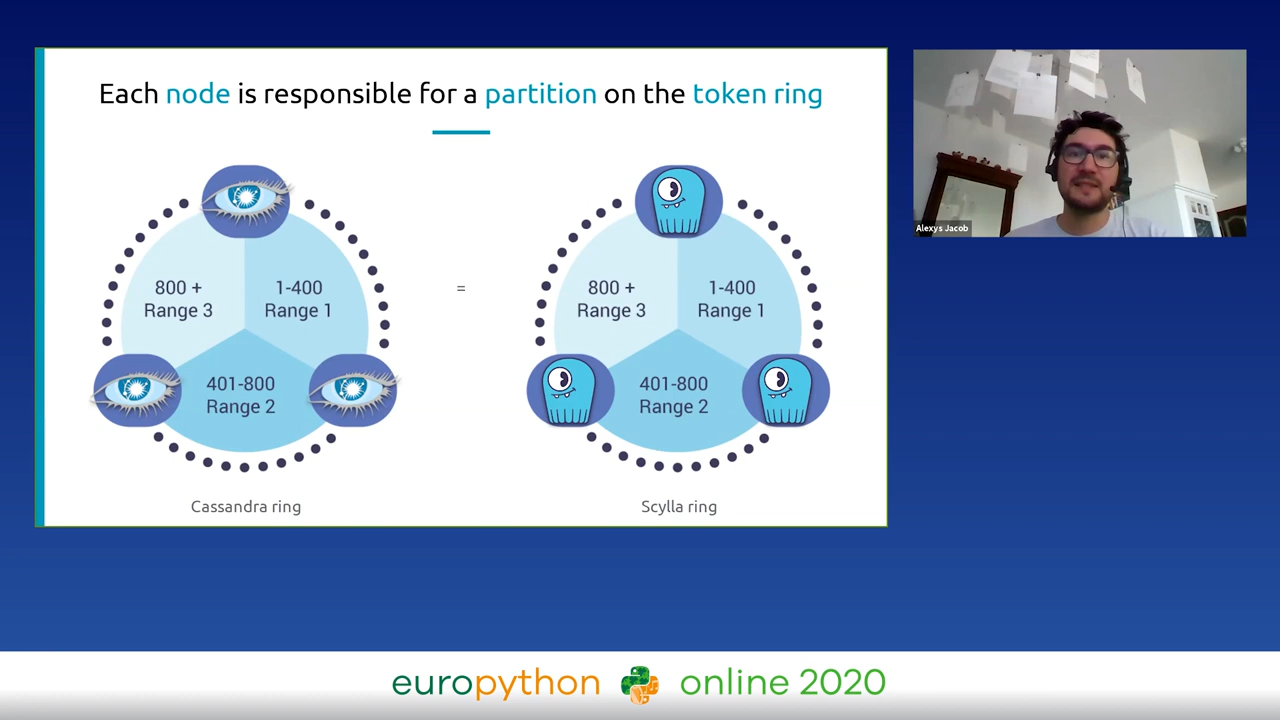 Each node is responsible for a partition on the token ring
800 +
Range 3
1-400
Range 1
401-800
Range 2
Cassandra ring
=
800 +
Range 3
1-400
Range 1
401-800
Range 2
Scylla ring
Alexys Jacob
europython online 2020